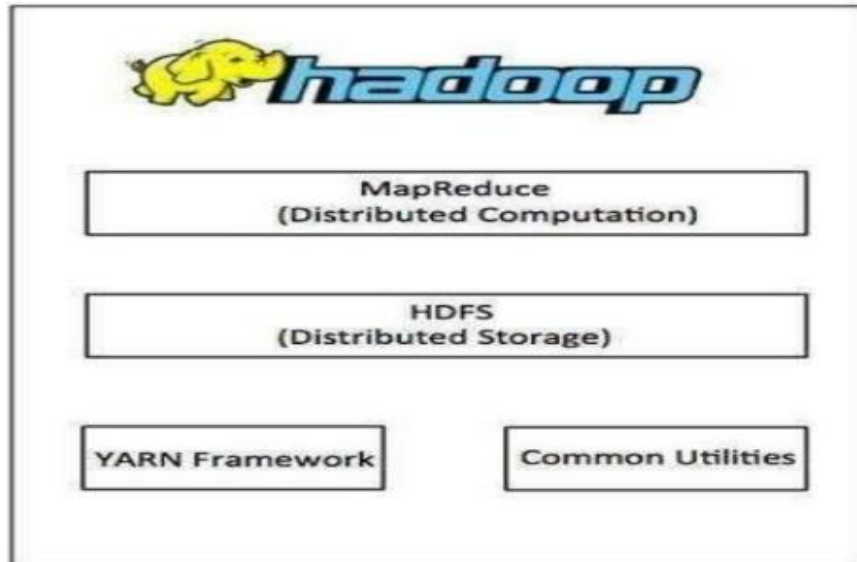 hadoop
MapReduce
(Distributed Computation)
HDFS
(Distributed Storage)
YARN Framework
Common Utilities